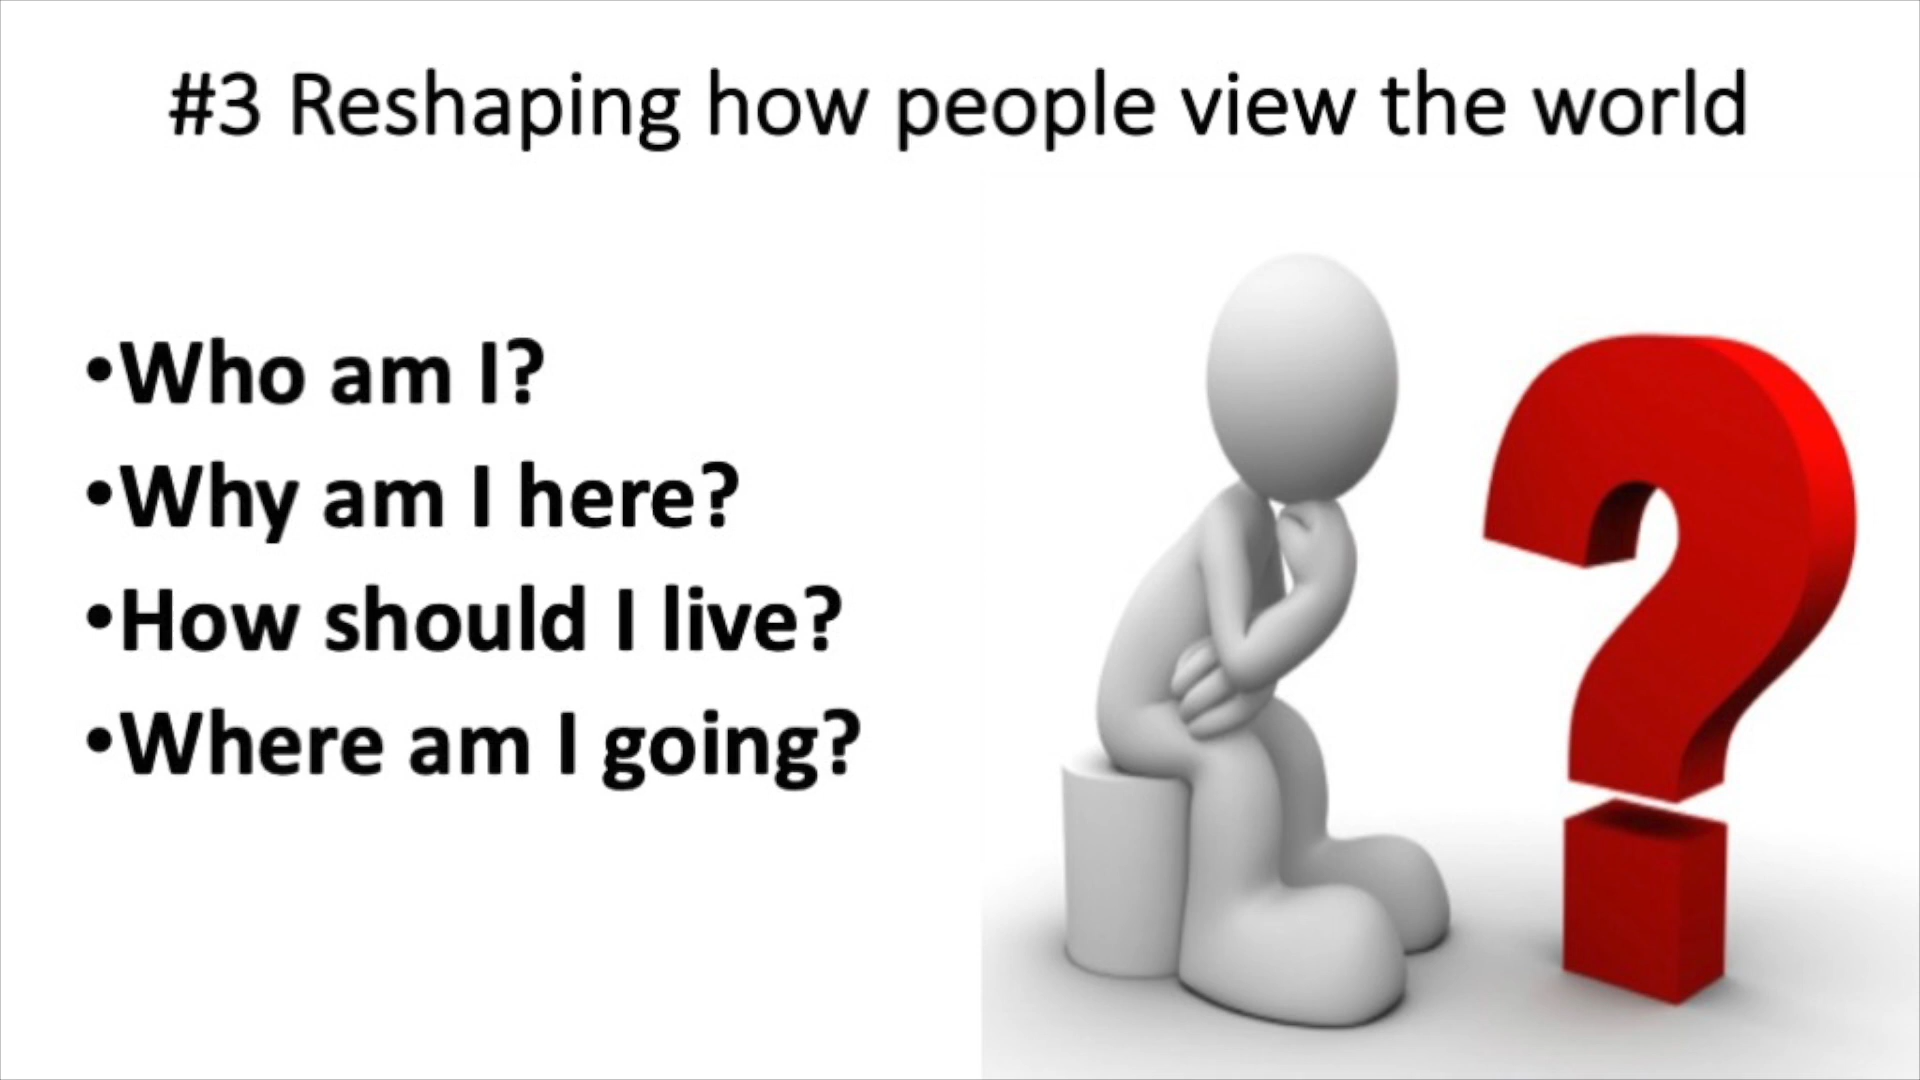 #3 Reshaping how people view the world
•Who am I?
•Why am I here?
•How should I live?
•Where am I going?